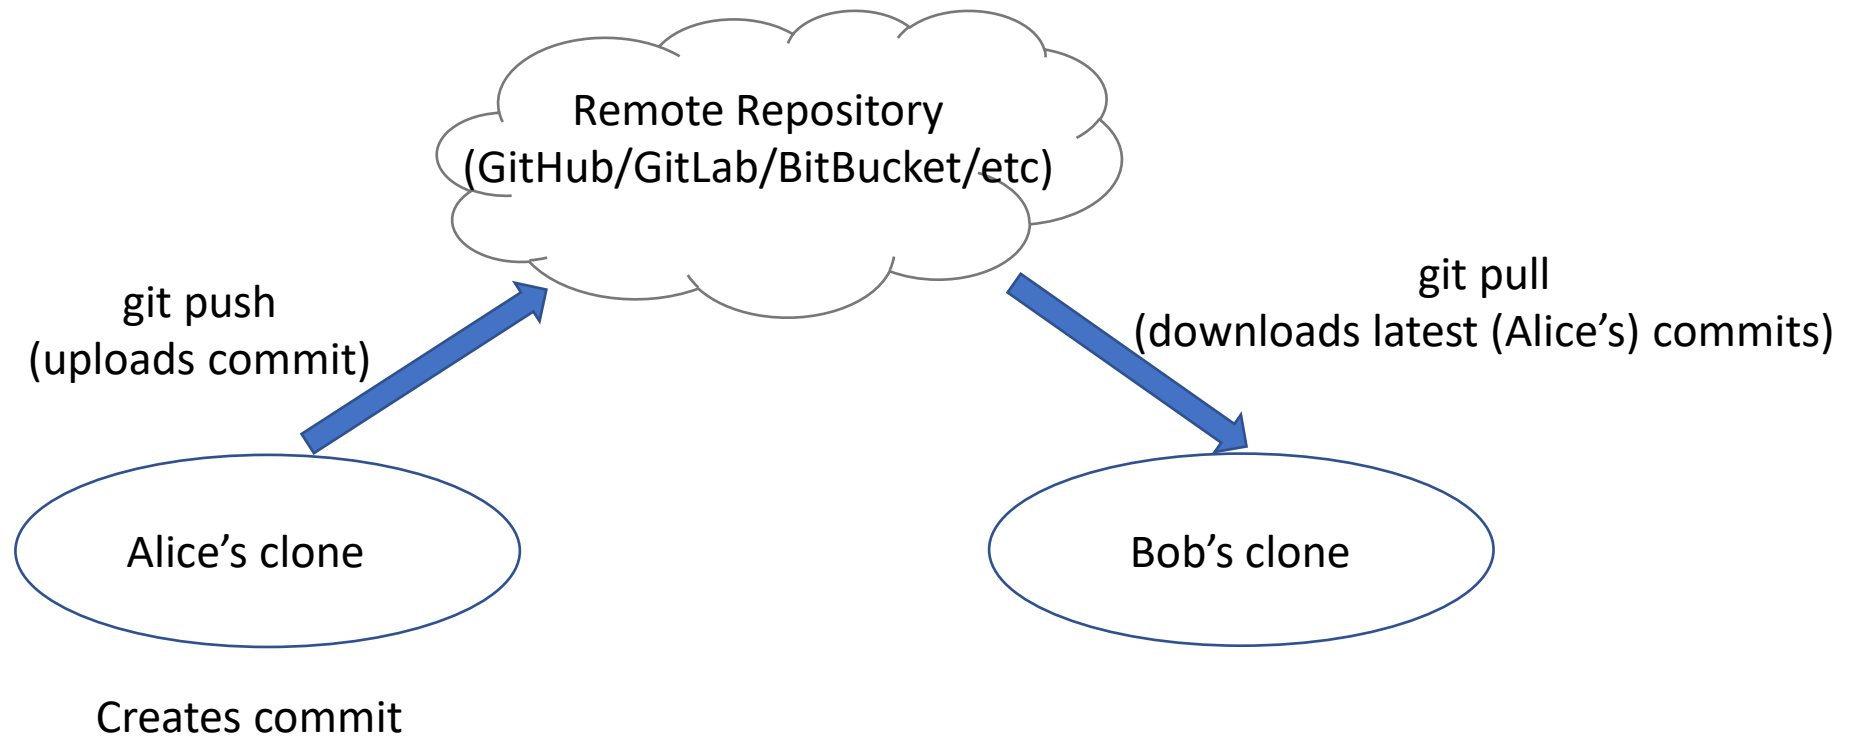 Remote Repository
(GitHub/GitLab/BitBucket/etc)
git push
(uploads commit)
git pull
(downloads latest (Alice’s) commits)
Alice’s clone
Bob’s clone
Creates commit